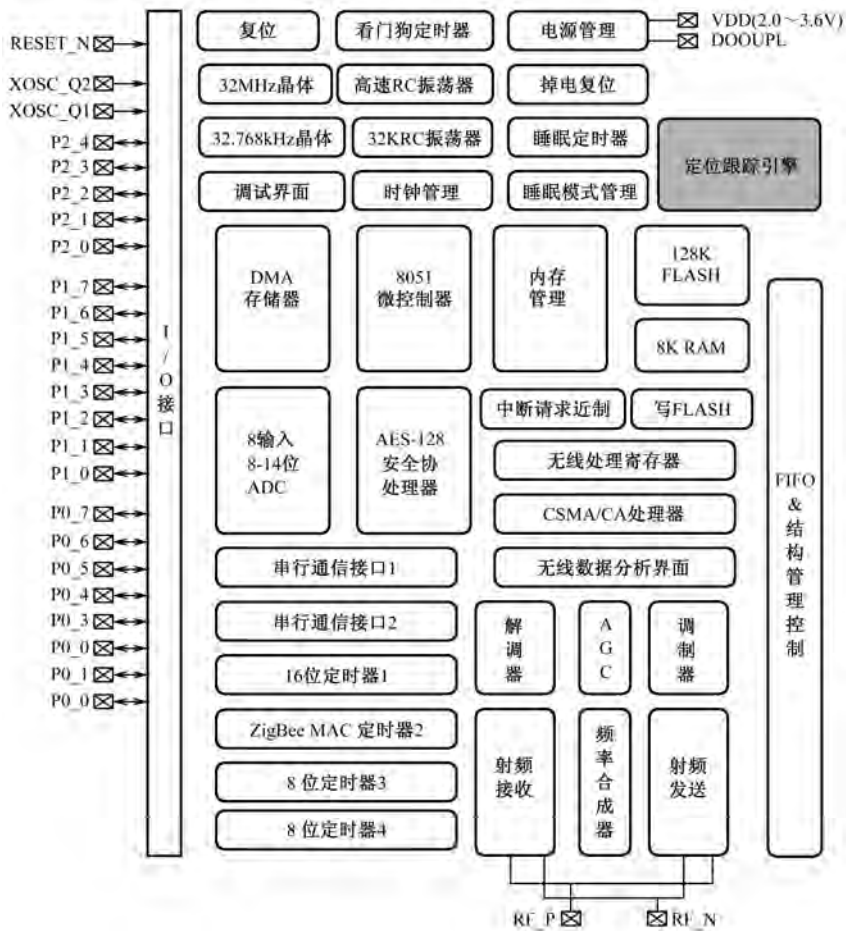 复位
看门狗定时器
电源管理
VDD(2.0～3.6V)
DOOUPL
RESET_N
XOSC_Q2
XOSC_Q1
32MHz晶体
高速RC振荡器
掉电复位
32.768kHz晶体
32KRC振荡器
睡眠定时器
定位跟踪引擎
调试界面
时钟管理
睡眠模式管理
P2_4
P2_3
P2_2
P2_1
P2_0
P1_7
P1_6
P1_5
P1_4
P1_3
P1_2
P1_1
P1_0
P0_7
P0_6
P0_5
P0_4
P0_3
P0_0
P0_1
P0_0
I/O接口
DMA
存储器
8051
微控制器
内存
管理
128K
FLASH
8K RAM
8输入
8-14位
ADC
AES-128
安全协
处理器
中断请求近制
写FLASH
无线处理寄存器
CSMA/CA处理器
无线数据分析界面
串行通信接口1
串行通信接口2
16位定时器1
ZigBee MAC 定时器2
8 位定时器3
8 位定时器4
解调器
AGC
调制器
射频
接收
频率合成器
射频
发送
FIFO
&
结构管理控制
RF_P
RF_N